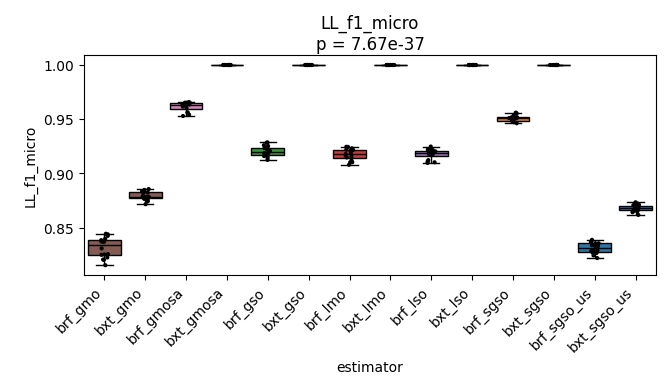 LL_f1_micro
p = 7.67e-37
1.00
0.95
0.90
0.85
LL_f1_micro
brf_gmo
bxt_gmo
brf_gmosa
bxt_gmosa
brf_gso
bxt_gso
brf_lmo
bxt_lmo
brf_lso
bxt_lso
brf_sgso
bxt_sgso
brf_sgso_us
bxt_sgso_us
estimator